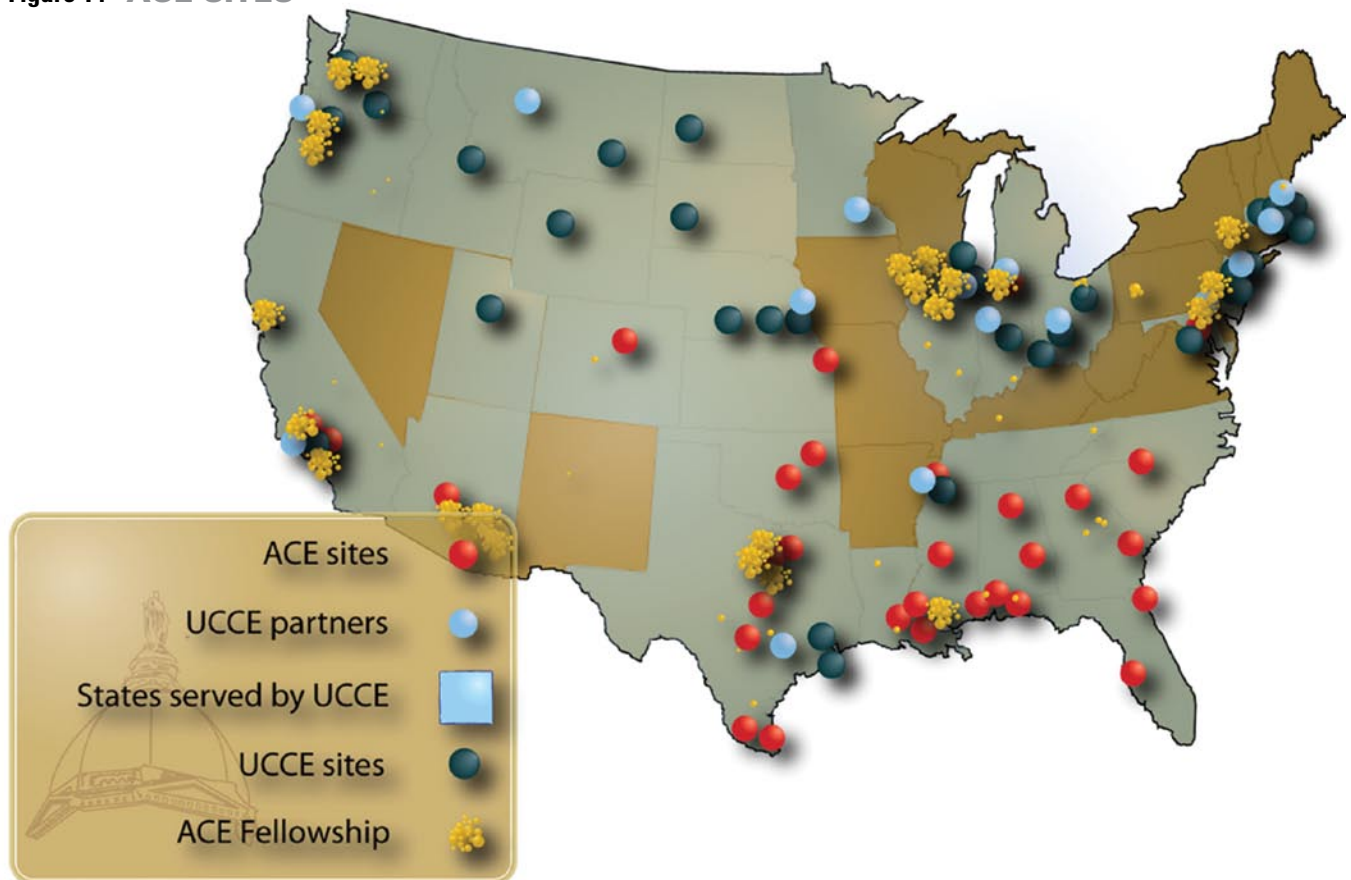 ACE sites
UCCE partners
States served by UCCE
UCCE sites
ACE Fellowship